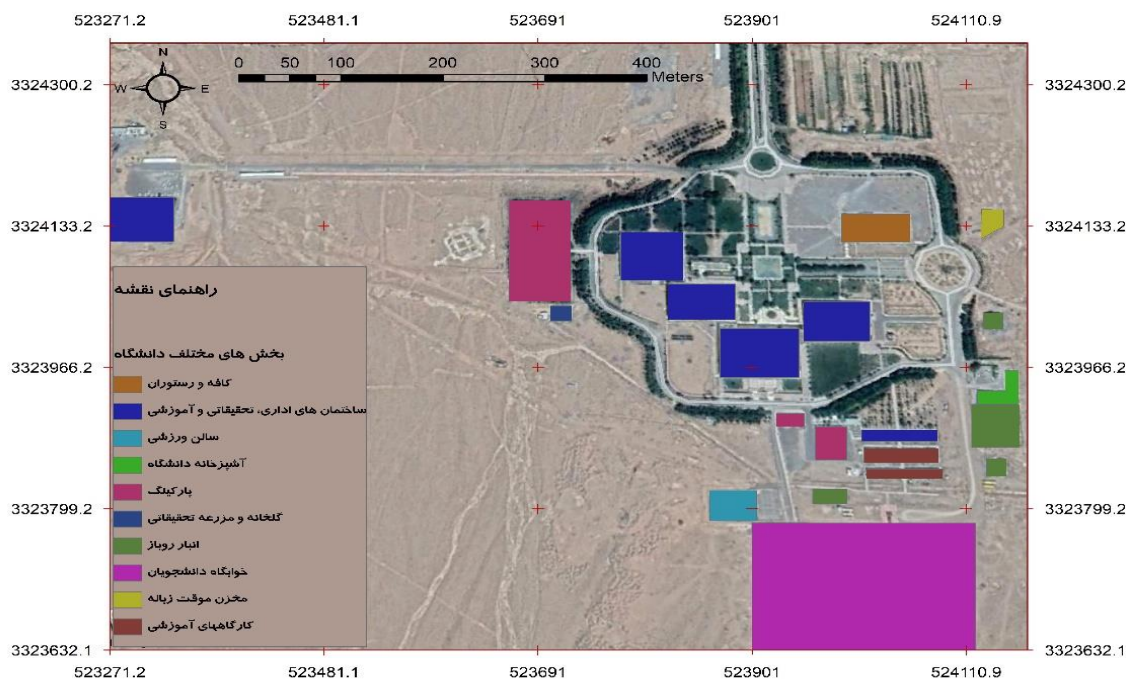 523271.2 523481.1 523691 523901 524110.9
N
W E
S
0 50 100 200 300 400
Meters
3324300.2 3324300.2
3324133.2 3324133.2
3323966.2 3323966.2
3323799.2 3323799.2
3323632.1 3323632.1
راهنمای نقشه
بخش های مختلف دانشگاه
کافه و رستوران
ساختمان های اداری، تحقیقاتی و آموزشی
سالن ورزشی
آشپزخانه دانشگاه
پارکینگ
گلخانه و مزرعه تحقیقاتی
انبار روباز
خوابگاه دانشجویان
مخزن موقت زباله
کارگاههای آموزشی
523271.2 523481.1 523691 523901 524110.9